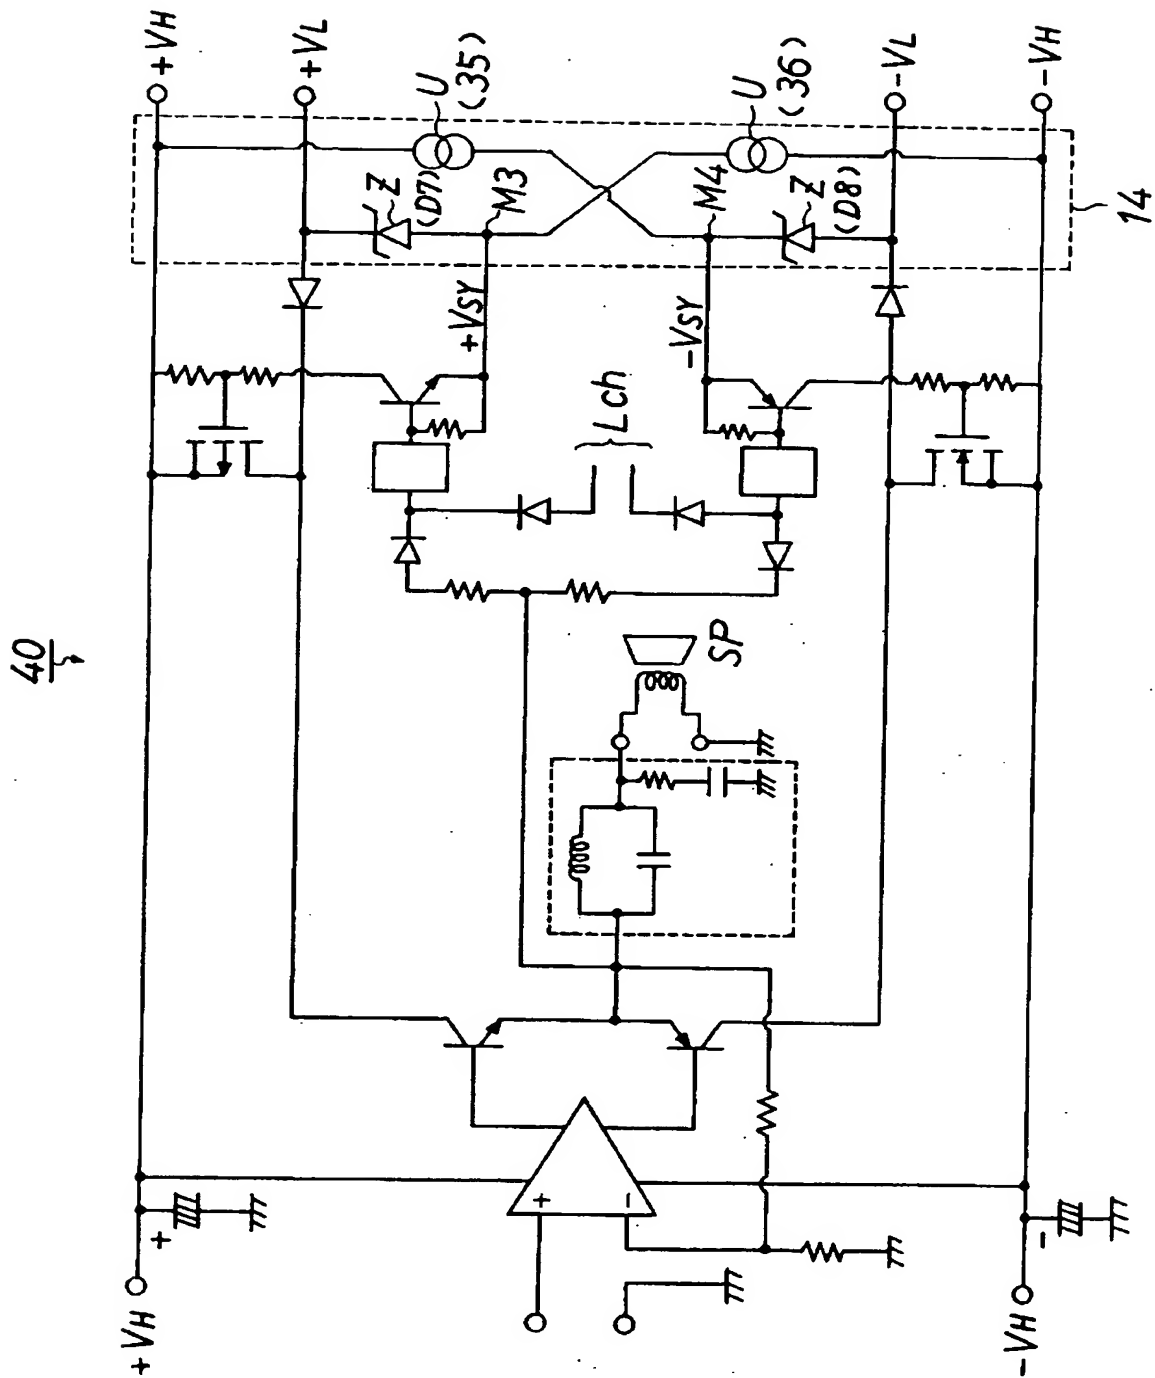 40
+VH
+VL
U
(35)
Z
(D7)
M3
+VSY
U
(36)
M4
Z
(D8)
-VSY
-VL
-VH
14
Lch
SP
+
-
+
-
+VH
-VH